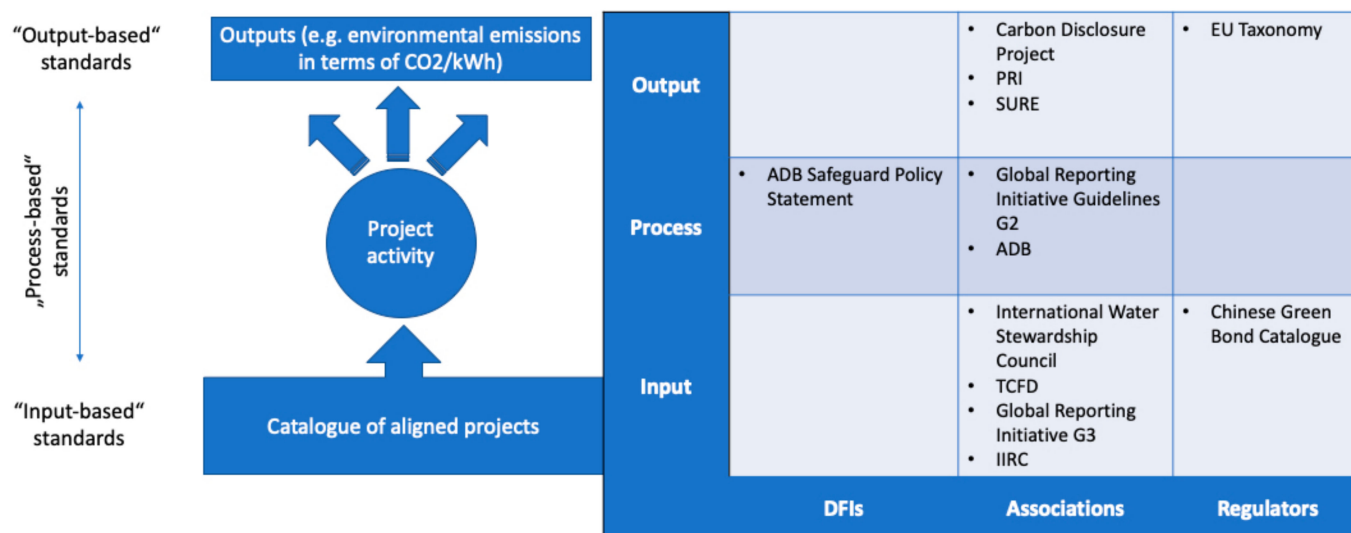 “Output-based“
standards
„Process-based“
standards
“Input-based“
standards
Outputs (e.g. environmental emissions
in terms of CO2/kWh)
Project
activity
Catalogue of aligned projects
Output
• Carbon Disclosure
Project
• PRI
• SURE
• EU Taxonomy
Process
• ADB Safeguard Policy
Statement
• Global Reporting
Initiative Guidelines
G2
• ADB
Input
• International Water
Stewardship
Council
• TCFD
• Global Reporting
Initiative G3
• IIRC
• Chinese Green
Bond Catalogue
DFIs
Associations
Regulators